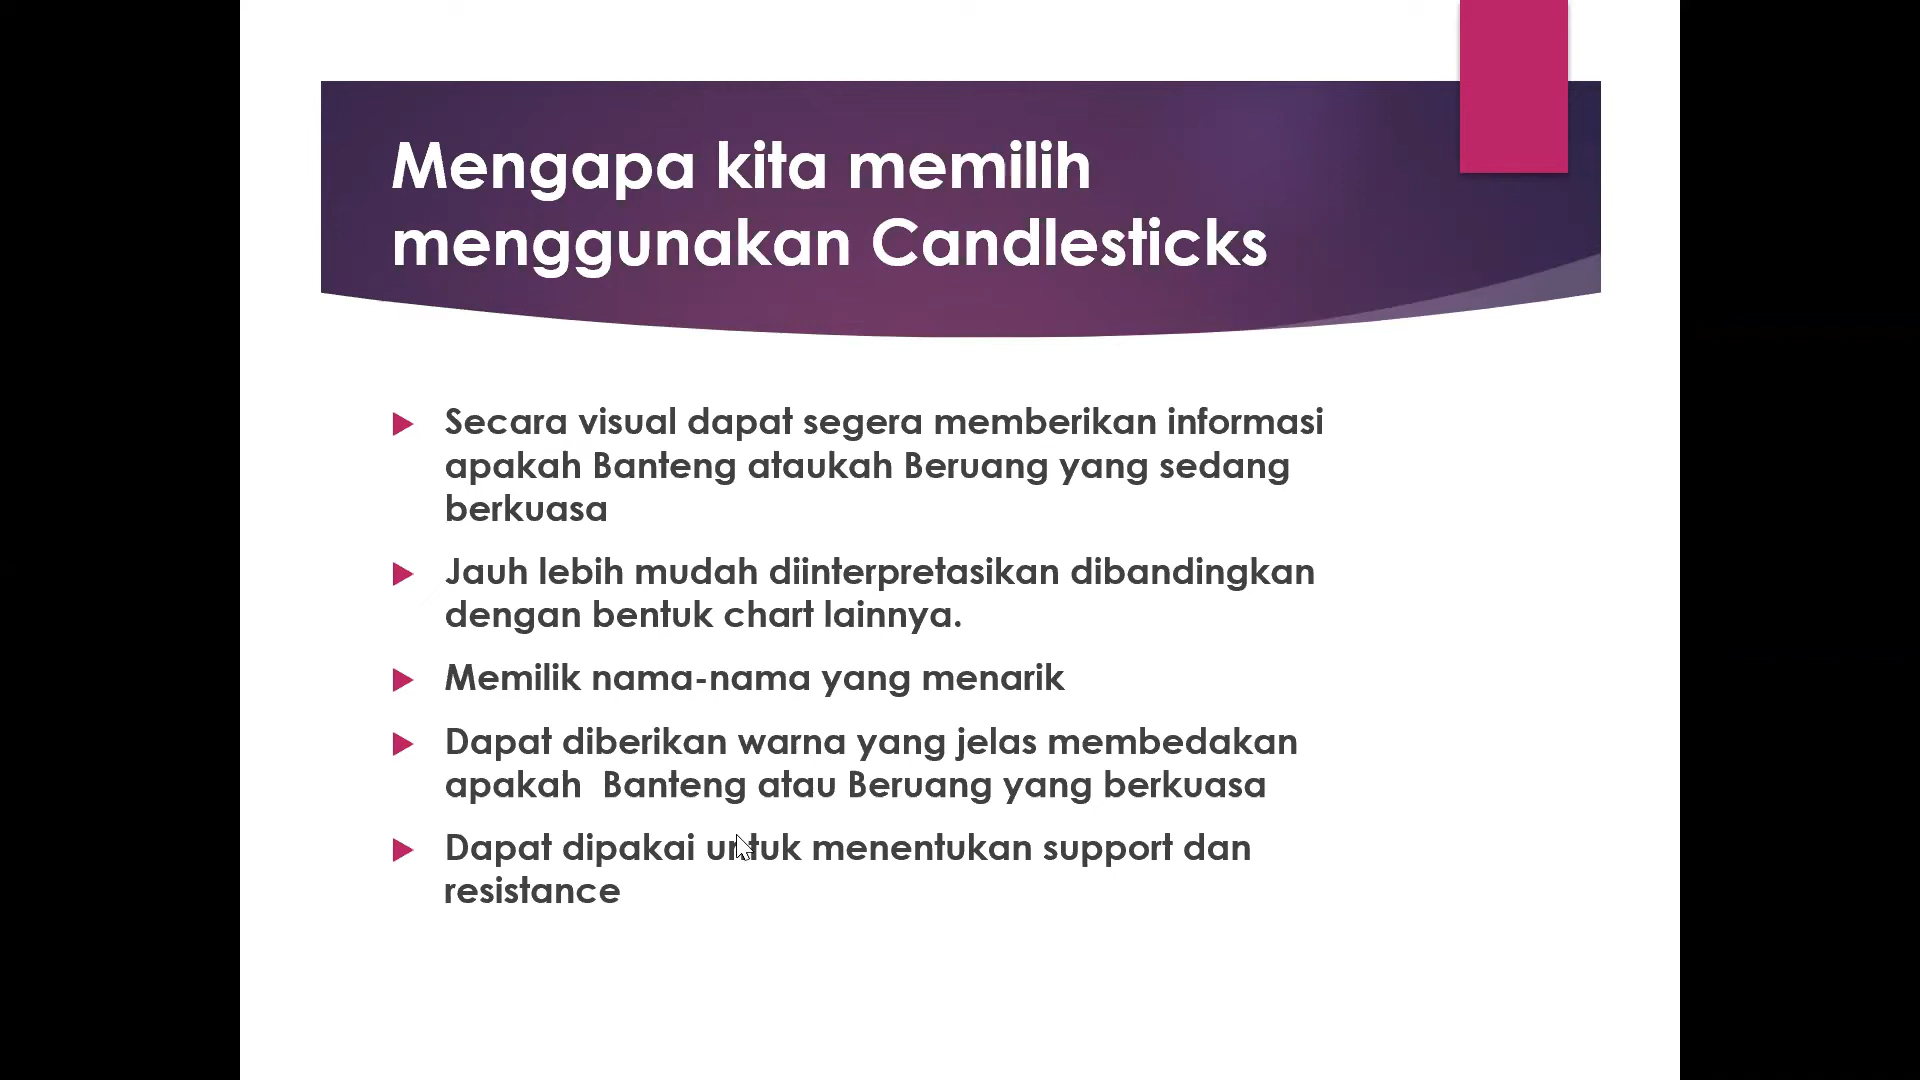 Mengapa kita memilih
menggunakan Candlesticks
Secara visual dapat segera memberikan informasi
apakah Banteng ataukah Beruang yang sedang
berkuasa
Jauh lebih mudah diinterpretasikan dibandingkan
dengan bentuk chart lainnya.
Memilik nama-nama yang menarik
Dapat diberikan warna yang jelas membedakan
apakah  Banteng atau Beruang yang berkuasa
Dapat dipakai untuk menentukan support dan
resistance